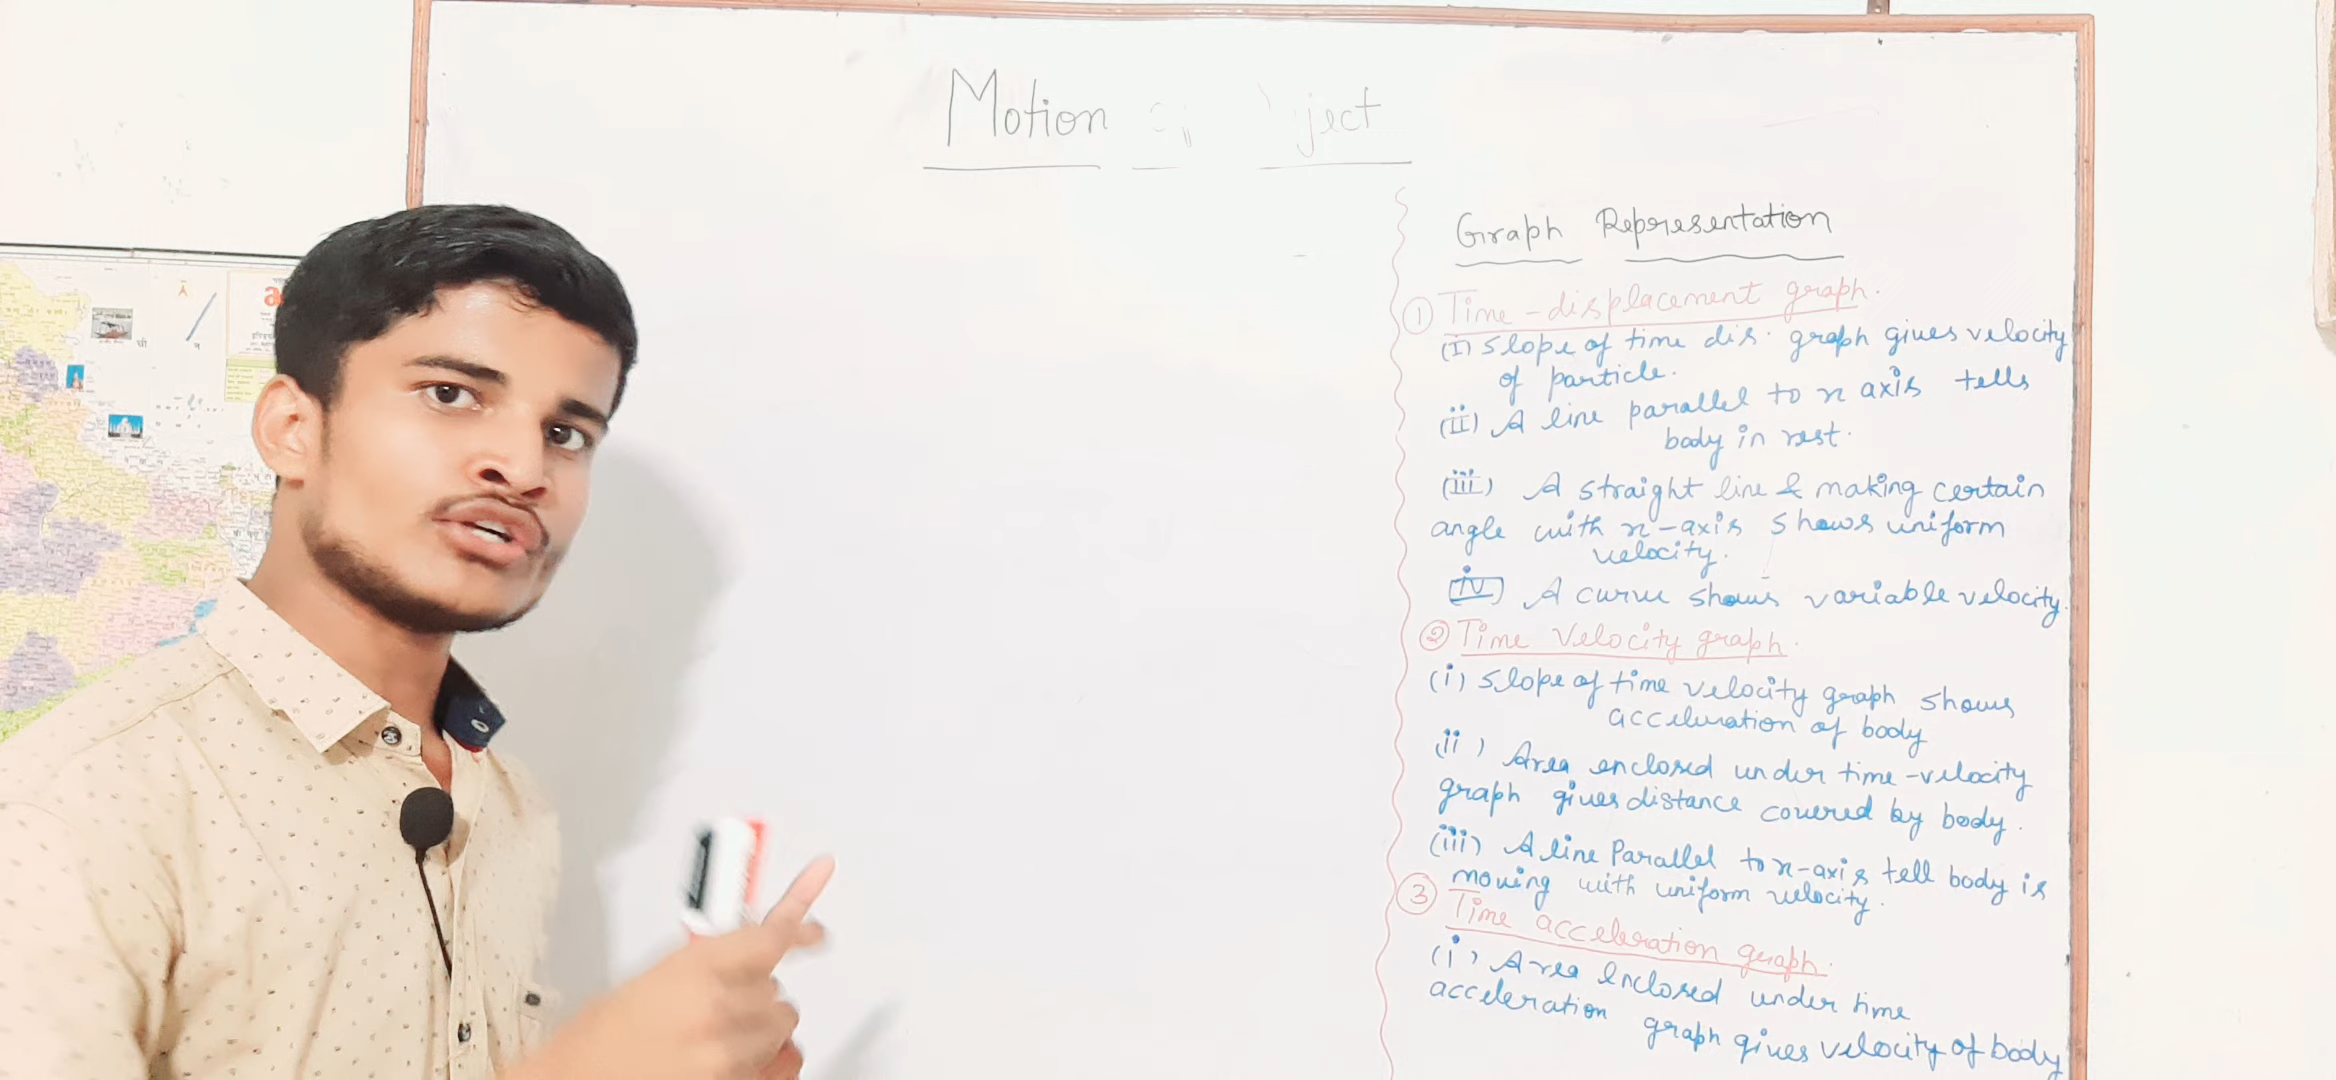 Motion ject
Graph Representation
① Time-displacement graph.
(i) Slope of time dis. graph gives velocity
of particle.
(ii) A line parallel to x axis tells
body in rest.
(iii) A straight line & making certain
angle with x-axis shows uniform
velocity.
(iv) A curve shows variable velocity.
② Time Velocity graph.
(i) Slope of time velocity graph shows
acceleration of body
(ii) Area enclosed under time-velocity
graph gives distance covered by body.
(iii) A line Parallel to x-axis tell body is
moving with uniform velocity.
③ Time acceleration graph.
(i) Area enclosed under time
acceleration graph gives velocity of body